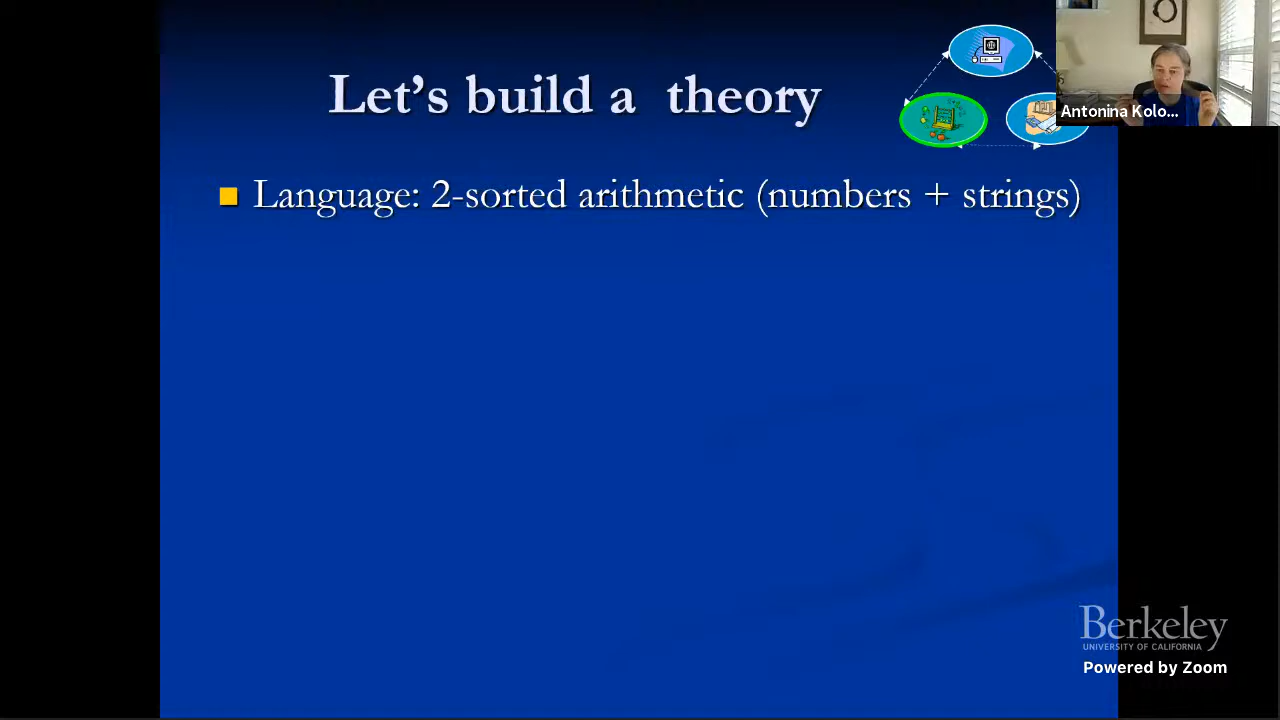 Let's build a theory
Antonina Kolo...
Language: 2-sorted arithmetic (numbers + strings)
Berkeley
UNIVERSITY OF CALIFORNIA
Powered by Zoom